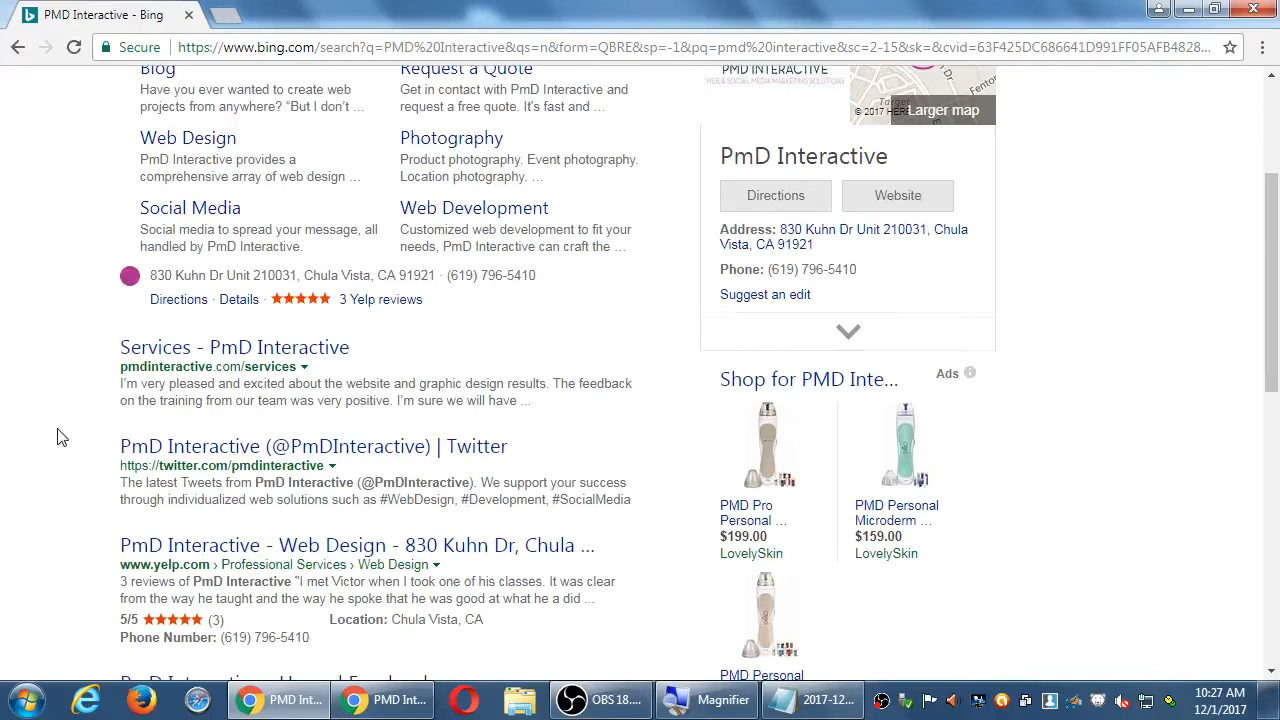 PMD Interactive - Bing
Secure
https://www.bing.com/search?q=PMD%20Interactive&qs=n&form=QBRE&sp=-1&pq=pmd%20interactive&sc=2-15&sk=&cvid=63F425DC686641D991FF05AFB4828...
Blog
Request a Quote
Have you ever wanted to create web
projects from anywhere? “But I don’t ...
Get in contact with PmD Interactive and
request a free quote. It's fast and ...
Web Design
Photography
PmD Interactive provides a
comprehensive array of web design ...
Product photography. Event photography.
Location photography. ...
Social Media
Web Development
Social media to spread your message, all
handled by PmD Interactive.
Customized web development to fit your
needs, PmD Interactive can craft the ...
830 Kuhn Dr Unit 210031, Chula Vista, CA 91921 · (619) 796-5410
Directions · Details · 3 Yelp reviews
Services - PmD Interactive
pmdinteractive.com/services
I’m very pleased and excited about the website and graphic design results. The feedback
on the training from our team was very positive. I’m sure we will have ...
PmD Interactive (@PmDInteractive) | Twitter
https://twitter.com/pmdinteractive
The latest Tweets from PmD Interactive (@PmDInteractive). We support your success
through individualized web solutions such as #WebDesign, #Development, #SocialMedia
PmD Interactive - Web Design - 830 Kuhn Dr, Chula ...
www.yelp.com › Professional Services › Web Design
3 reviews of PmD Interactive "I met Victor when I took one of his classes. It was clear
from the way he taught and the way he spoke that he was good at what he a did ...
5/5 (3)
Location: Chula Vista, CA
Phone Number: (619) 796-5410
PMD INTERACTIVE
WEB & SOCIAL MEDIA MARKETING SOLUTIONS
Fenton
Target
© 2017 HERE
Larger map
PmD Interactive
Directions
Website
Address: 830 Kuhn Dr Unit 210031, Chula
Vista, CA 91921
Phone: (619) 796-5410
Suggest an edit
Shop for PMD Inte...
Ads
PMD Pro
Personal ...
$199.00
LovelySkin
PMD Personal
Microderm ...
$159.00
LovelySkin
PMD Personal
PMD Int...
PMD Int...
OBS 18....
Magnifier
2017-12...
10:27 AM
12/1/2017